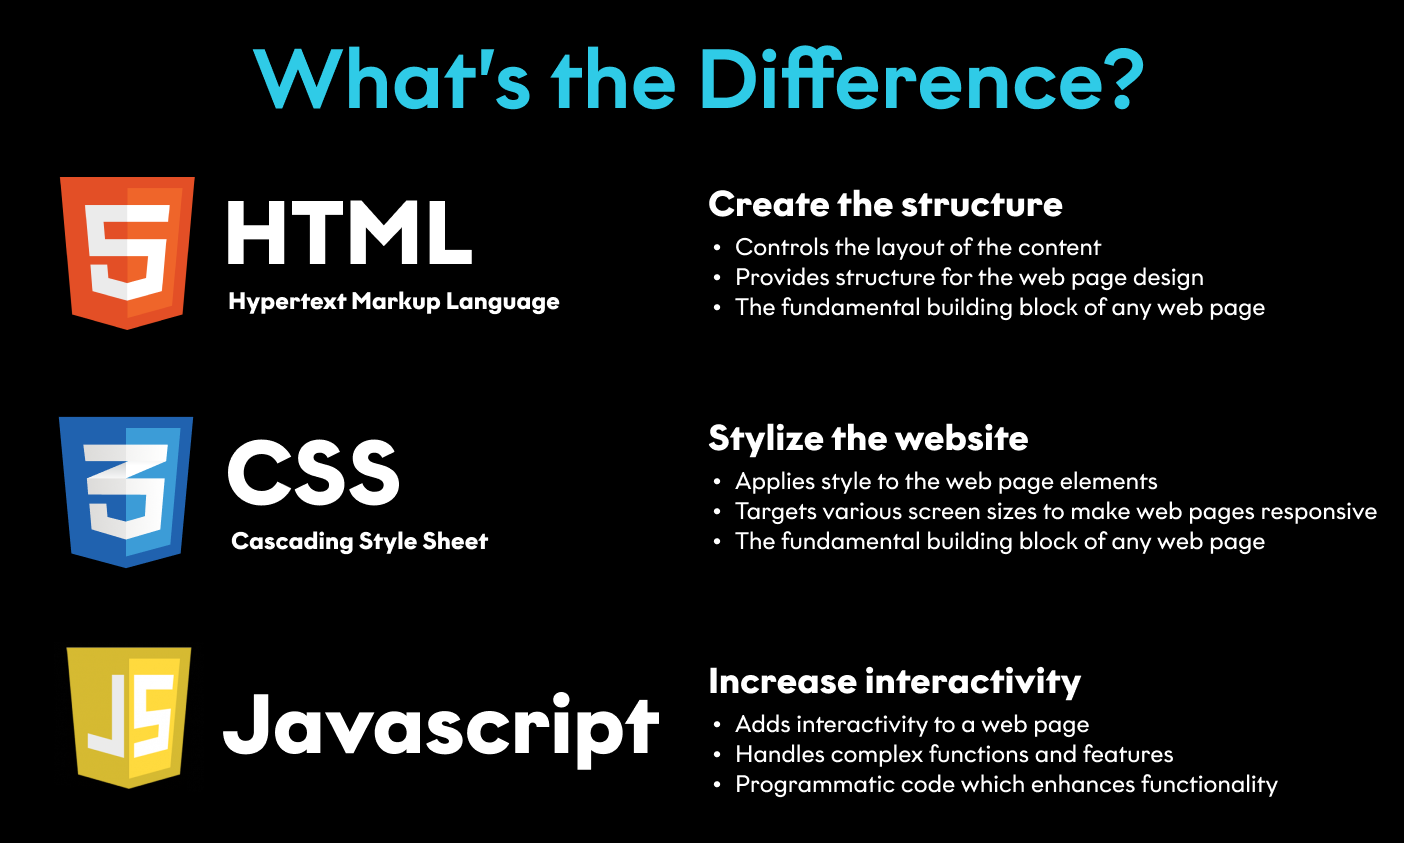 What's the Difference?
5
HTML
Hypertext Markup Language
Create the structure
• Controls the layout of the content
• Provides structure for the web page design
• The fundamental building block of any web page
3
CSS
Cascading Style Sheet
Stylize the website
• Applies style to the web page elements
• Targets various screen sizes to make web pages responsive
• The fundamental building block of any web page
JS
Javascript
Increase interactivity
• Adds interactivity to a web page
• Handles complex functions and features
• Programmatic code which enhances functionality